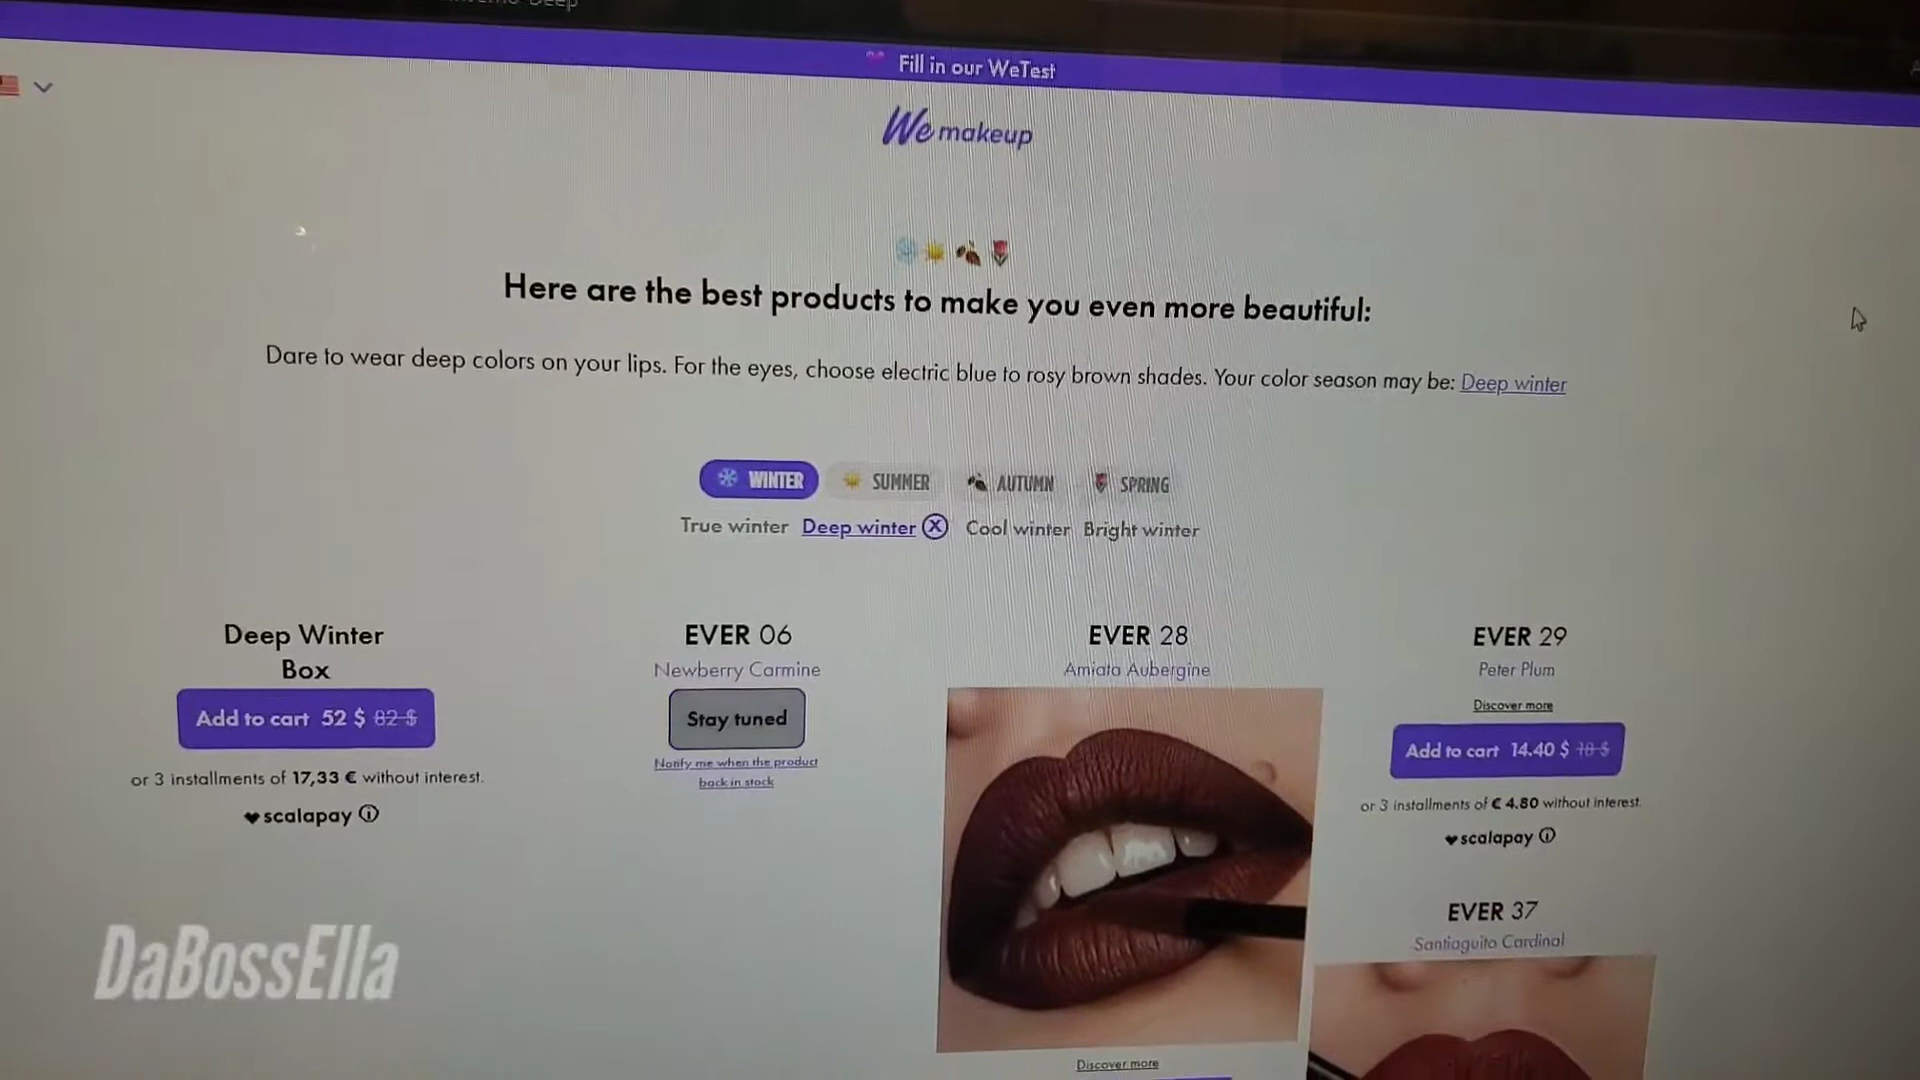 Deep
Fill in our WeTest
We makeup
Here are the best products to make you even more beautiful:
Dare to wear deep colors on your lips. For the eyes, choose electric blue to rosy brown shades. Your color season may be: Deep winter
WINTER SUMMER AUTUMN SPRING
True winter Deep winter Cool winter Bright winter
Deep Winter
Box
Add to cart 52 $ 82 $
or 3 installments of 17,33 € without interest.
scalapay
EVER 06
Newberry Carmine
Stay tuned
Notify me when the product
back in stock
EVER 28
Amiata Aubergine
Discover more
EVER 29
Peter Plum
Discover more
Add to cart 14.40 $ 18 $
or 3 installments of € 4.80 without interest.
scalapay
EVER 37
Santiaguito Cardinal
DaBossElla